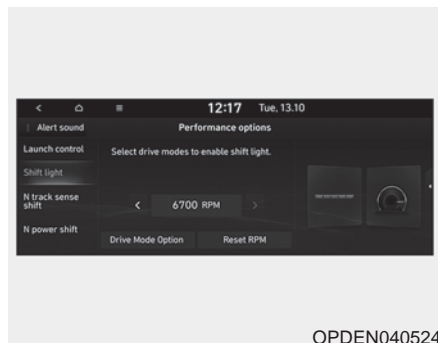 12:17 Tue, 13.10
Alert sound
Performance options
Launch control
Select drive modes to enable shift light.
Shift light
N track sense
shift
6700 RPM
N power shift
Drive Mode Option
Reset RPM
OPDEN040524